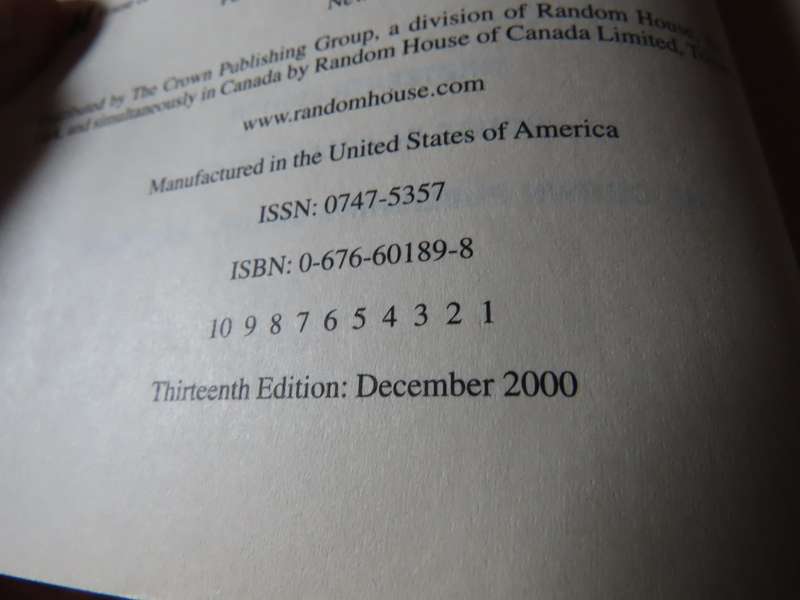 by The Crown Publishing Group, a division of Random House,
and simultaneously in Canada by Random House of Canada Limited,
www.randomhouse.com
Manufactured in the United States of America
ISSN: 0747-5357
ISBN: 0-676-60189-8
10 9 8 7 6 5 4 3 2 1
Thirteenth Edition: December 2000